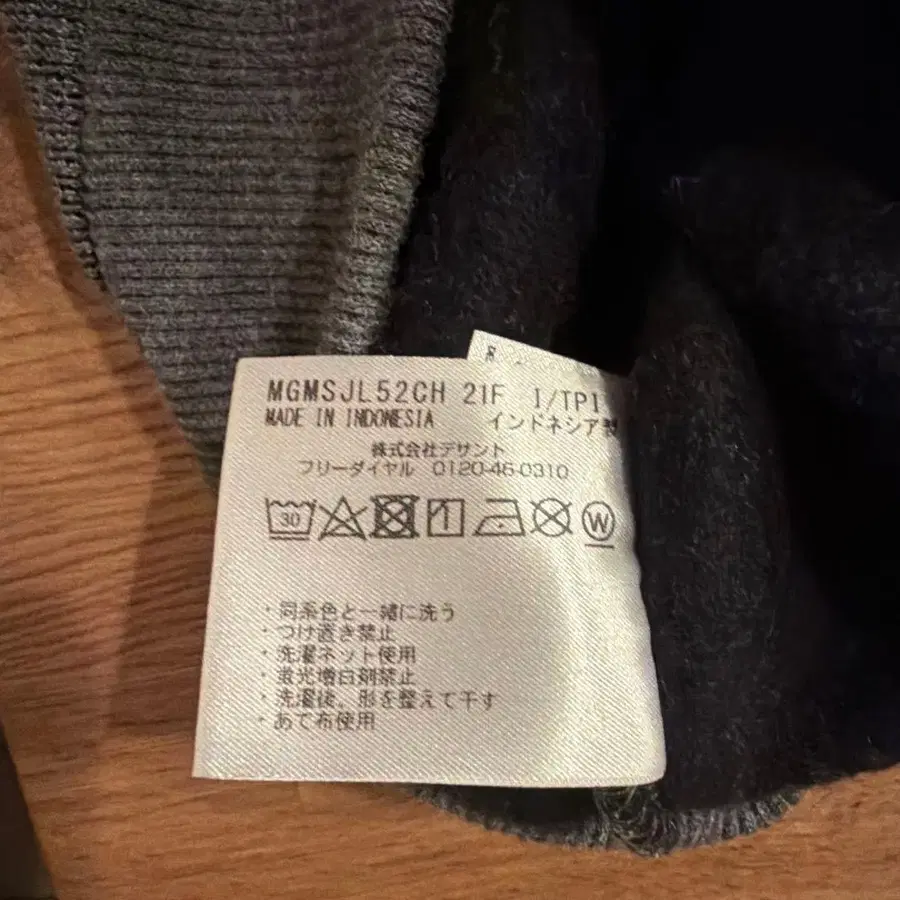 R
MGMSJL52CH 21F I/TPI
MADE IN INDONESIA インドネシア製
株式会社デサント
フリーダイヤル 0120-46-0310
30 W
・同系色と一緒に洗う
・つけ置き禁止
・洗濯ネット使用
・蛍光増白剤禁止
・洗濯後、形を整えて干す
・あて布使用